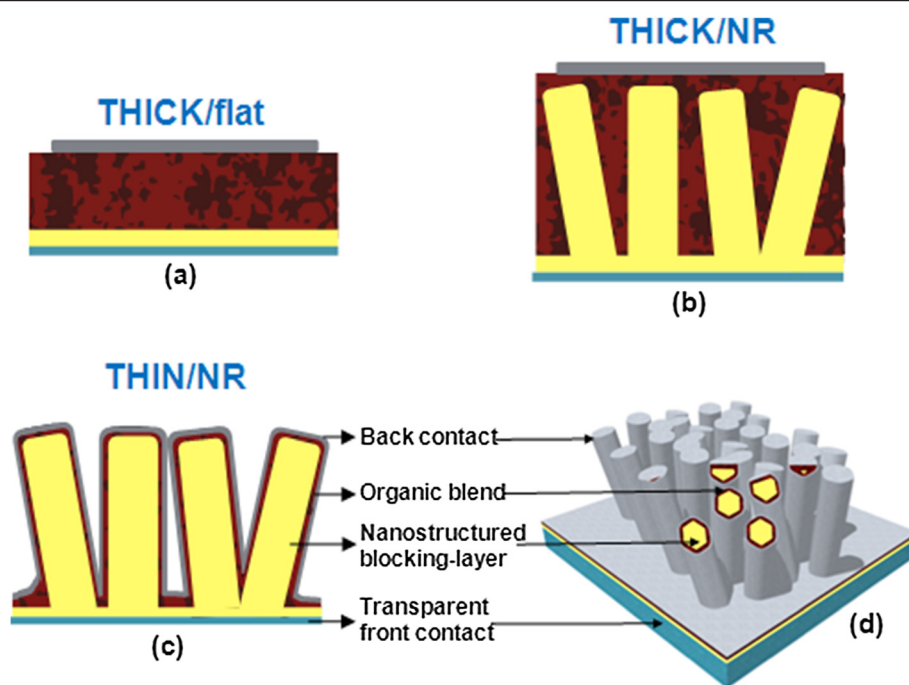 THICK/flat
(a)
THICK/NR
(b)
THIN/NR
(c)
Back contact
Organic blend
Nanostructured
blocking-layer
Transparent
front contact
(d)